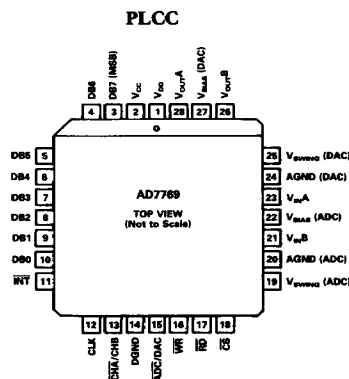 PLCC
DB6
DB7 (MSB)
VCC
VDD
VOUTA
VBIAS (DAC)
VOUTB
4 3 2 1 28 27 26
DB5 5
DB4 6
DB3 7
DB2 8
DB1 9
DB0 10
INT 11
AD7769
TOP VIEW
(Not to Scale)
25 VSWING (DAC)
24 AGND (DAC)
23 VINA
22 VBIAS (ADC)
21 VINB
20 AGND (ADC)
19 VSWING (ADC)
12 13 14 15 16 17 18
CLK
CHA/CHB
DGND
ADC/DAC
WR
RD
CS